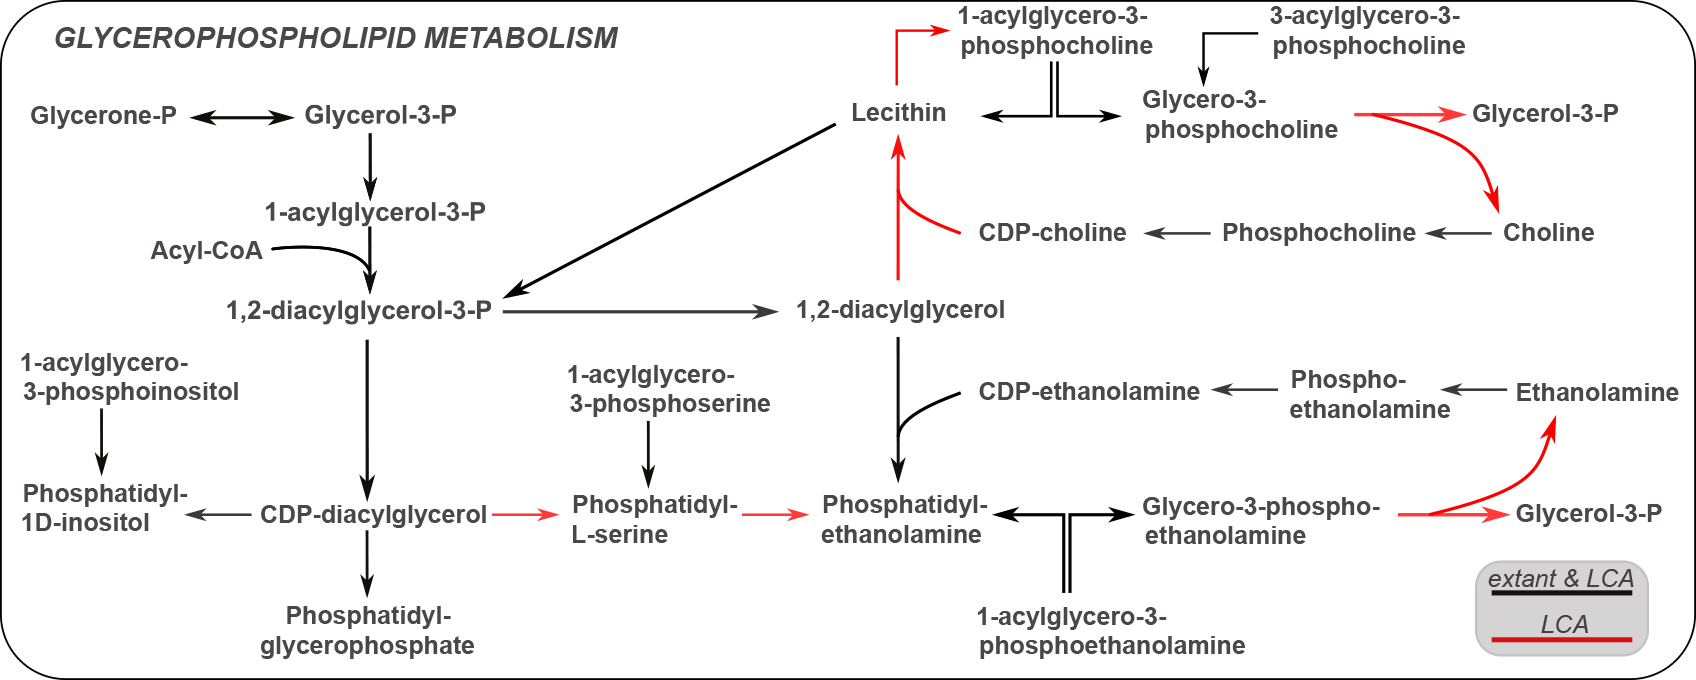 GLYCEROPHOSPHOLIPID METABOLISM
1-acylglycero-3-
phosphocholine
3-acylglycero-3-
phosphocholine
Glycerone-P
Glycerol-3-P
Lecithin
Glycero-3-
phosphocholine
Glycerol-3-P
1-acylglycerol-3-P
Acyl-CoA
CDP-choline
Phosphocholine
Choline
1,2-diacylglycerol-3-P
1,2-diacylglycerol
1-acylglycero-
3-phosphoinositol
1-acylglycero-
3-phosphoserine
CDP-ethanolamine
Phospho-
ethanolamine
Ethanolamine
Phosphatidyl-
1D-inositol
CDP-diacylglycerol
Phosphatidyl-
L-serine
Phosphatidyl-
ethanolamine
Glycero-3-phospho-
ethanolamine
Glycerol-3-P
Phosphatidyl-
glycerophosphate
1-acylglycero-3-
phosphoethanolamine
extant & LCA
LCA